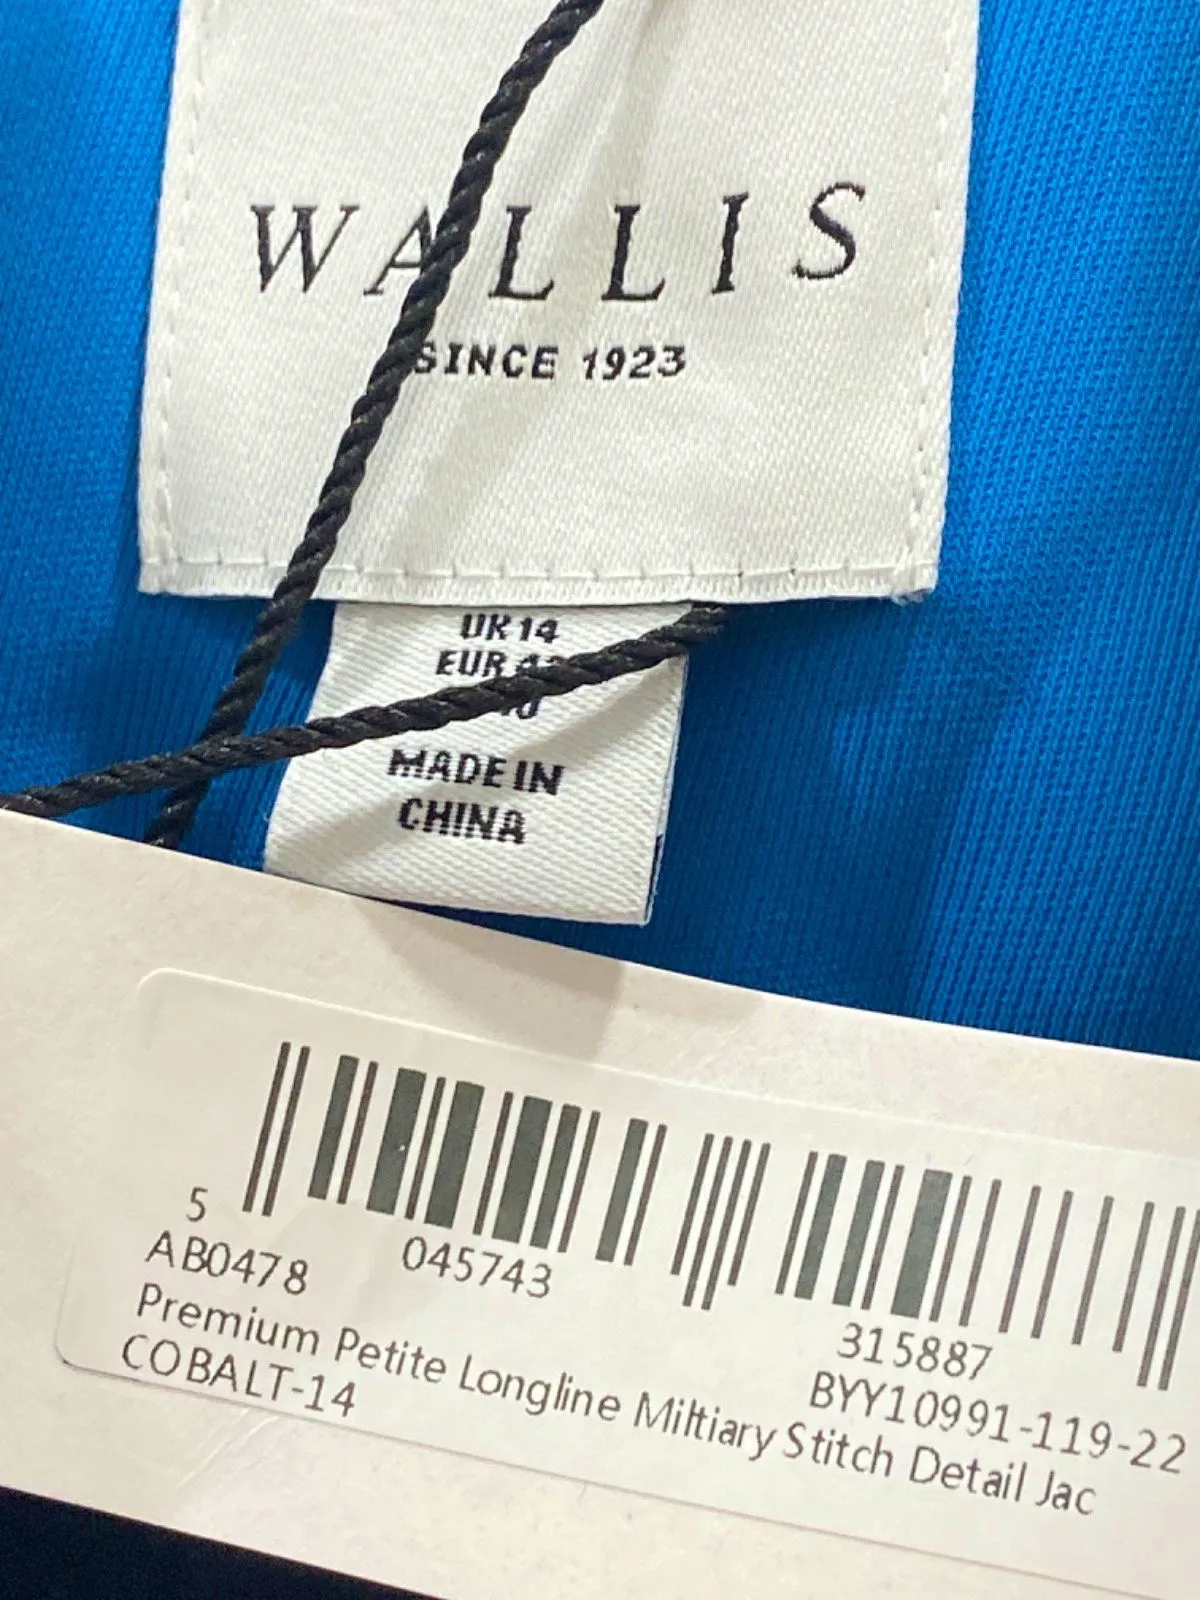 WALLIS
SINCE 1923
UK 14
EUR
MADE IN
CHINA
5 045743 315887
AB0478 BYY10991-119-22
Premium Petite Longline Miltiary Stitch Detail Jac
COBALT-14